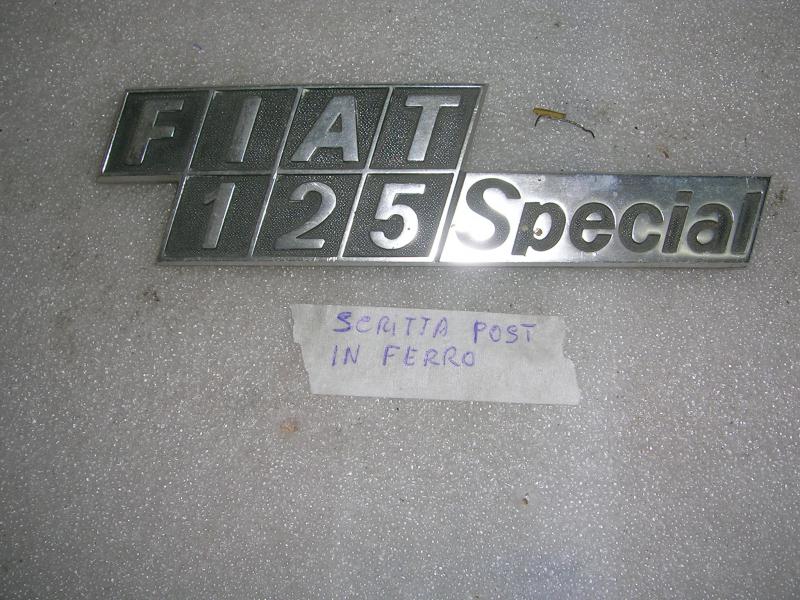 FIAT
125 Special
SCRITTA POST
IN FERRO